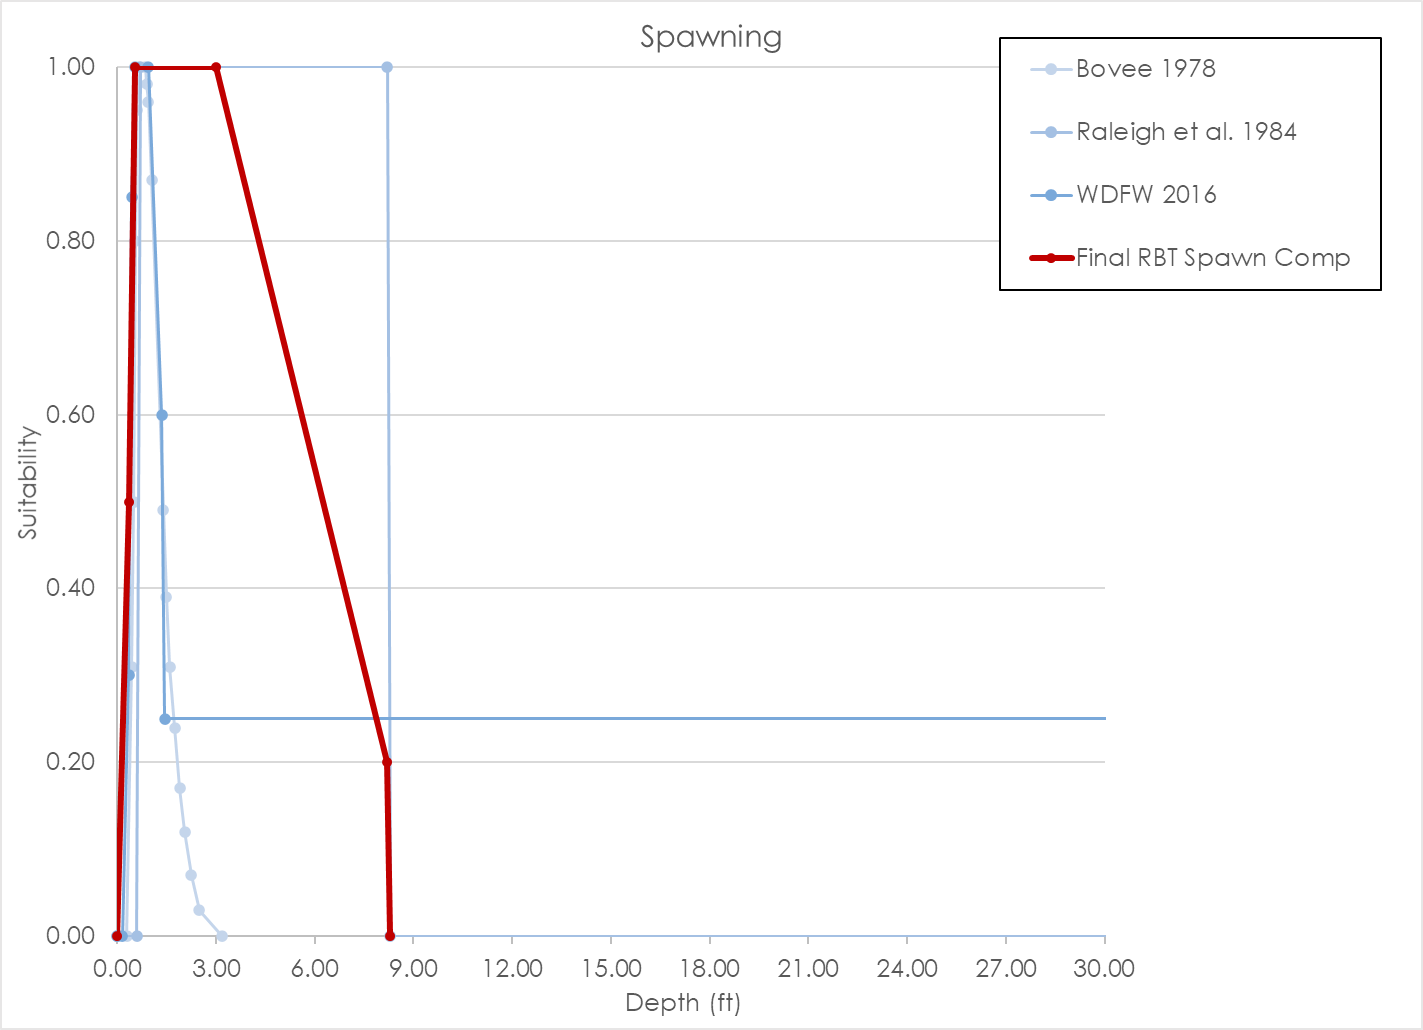 Spawning
Bovee 1978
Raleigh et al. 1984
WDFW 2016
Final RBT Spawn Comp
1.00
0.80
0.60
0.40
0.20
0.00
Suitability
0.00 3.00 6.00 9.00 12.00 15.00 18.00 21.00 24.00 27.00 30.00
Depth (ft)